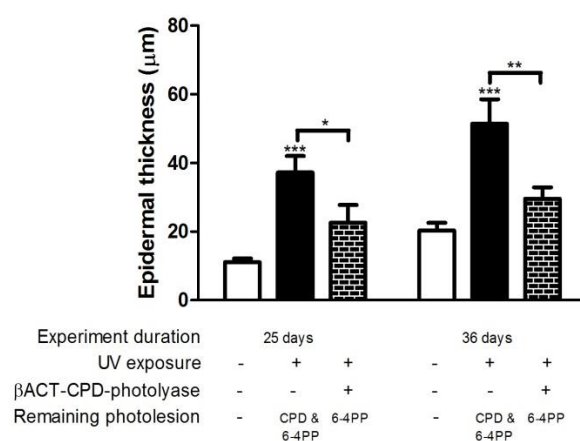 80
60
40
20
0
Epidermal thickness (μm)
***
*
***
**
Experiment duration 25 days 36 days
UV exposure - + + - + +
βACT-CPD-photolyase - - + - - +
Remaining photolesion - CPD & 6-4PP 6-4PP - CPD & 6-4PP 6-4PP